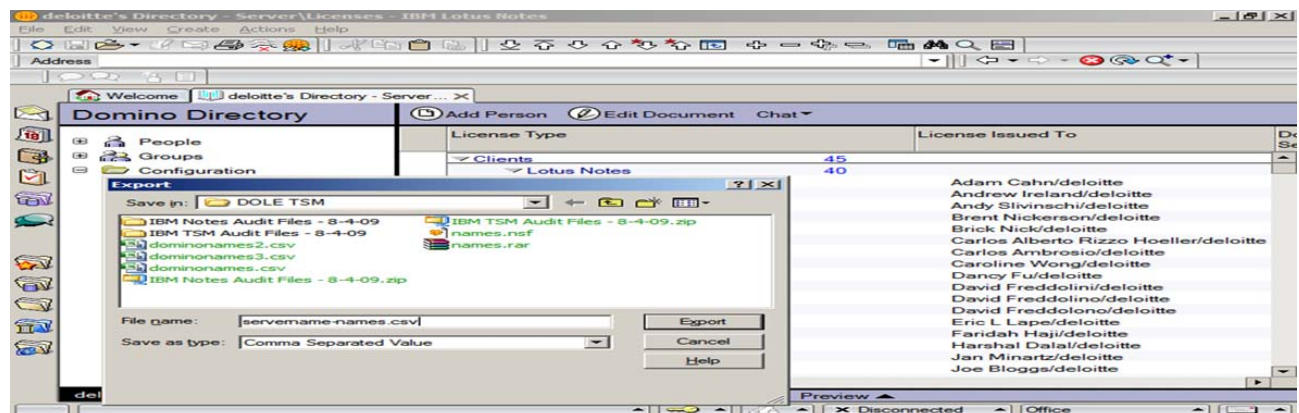 deloitte's Directory - Server\Licenses - IBM Lotus Notes
File Edit View Create Actions Help
Address
Welcome deloitte's Directory - Server...
Domino Directory
Add Person Edit Document Chat
License Type License Issued To
People
Groups
Configuration
Clients 45
Lotus Notes 40
Export
Save in: DOLE TSM
IBM Notes Audit Files - 8-4-09
IBM TSM Audit Files - 8-4-09
dominonames2.csv
dominonames3.csv
dominonames.csv
IBM Notes Audit Files - 8-4-09.zip
IBM TSM Audit Files - 8-4-09.zip
names.nsf
names.rar
File name: servername-names.csv
Export
Save as type: Comma Separated Value
Cancel
Help
Adam Cahn/deloitte
Andrew Ireland/deloitte
Andy Slivinschi/deloitte
Brent Nickerson/deloitte
Brick Nick/deloitte
Carlos Alberto Rizzo Hoeller/deloitte
Carlos Ambrosio/deloitte
Caroline Wong/deloitte
Dancy Fu/deloitte
David Freddolini/deloitte
David Freddolino/deloitte
David Freddolono/deloitte
Eric L Lape/deloitte
Faridah Haji/deloitte
Harshal Dalal/deloitte
Jan Minartz/deloitte
Joe Bloggs/deloitte
del
Preview
Disconnected Office